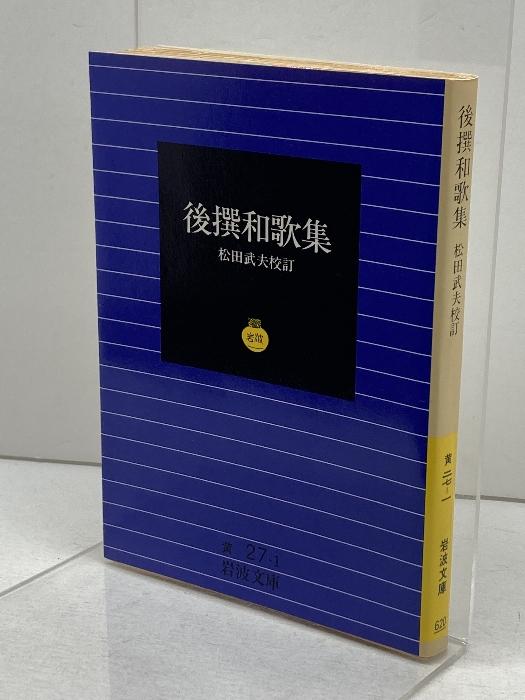 後撰和歌集
松田武夫校訂
岩波
黄 27-1
岩波文庫
後撰和歌集 松田武夫校訂
黄二七-一
岩波文庫
620